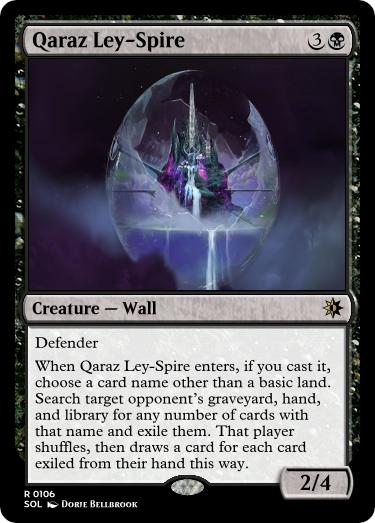 Qaraz Ley-Spire 3
Creature — Wall
Defender
When Qaraz Ley-Spire enters, if you cast it,
choose a card name other than a basic land.
Search target opponent's graveyard, hand,
and library for any number of cards with
that name and exile them. That player
shuffles, then draws a card for each card
exiled from their hand this way.
2/4
R 0106
SOL Dorje Bellbrook